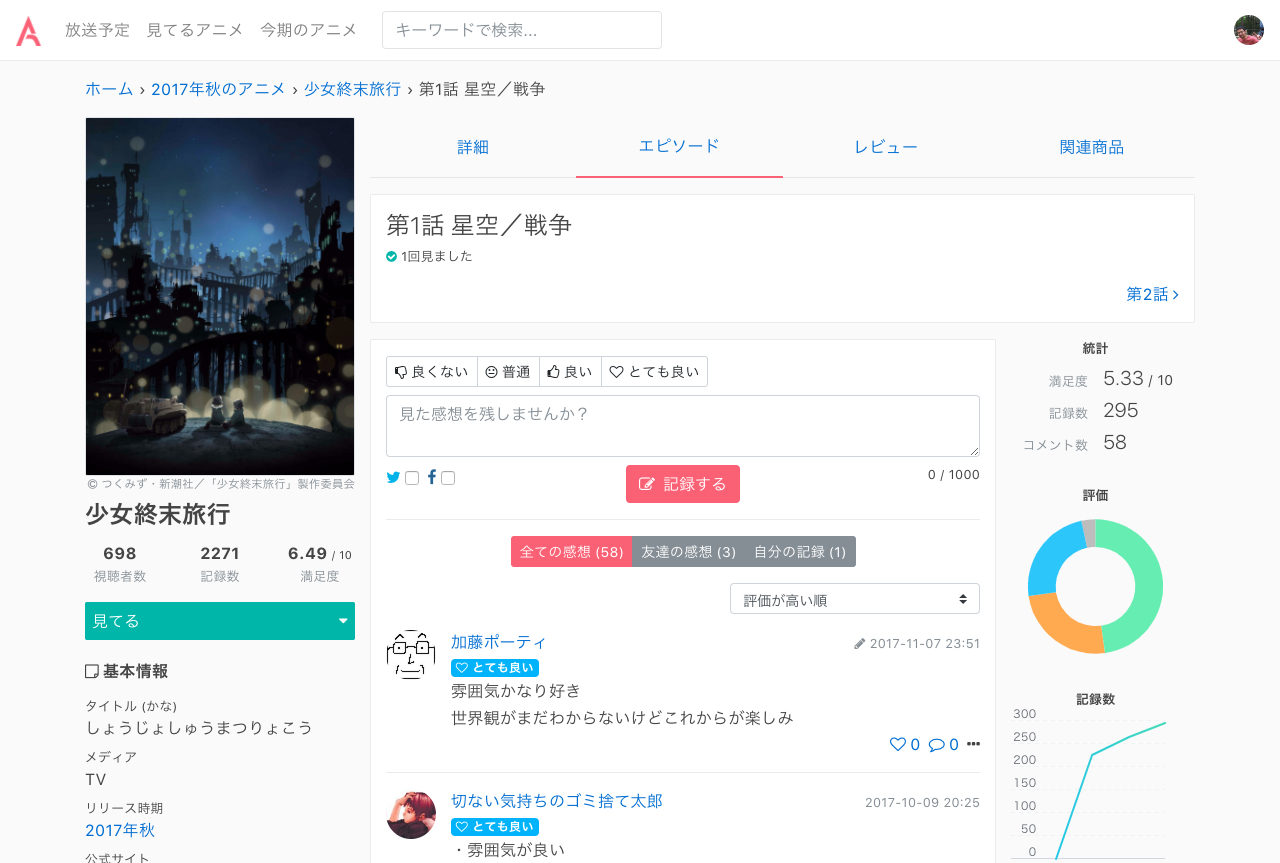 放送予定 見てるアニメ 今期のアニメ キーワードで検索...
ホーム › 2017年秋のアニメ › 少女終末旅行 › 第1話 星空／戦争
© つくみず・新潮社／「少女終末旅行」製作委員会
少女終末旅行
698 2271 6.49 / 10
視聴者数 記録数 満足度
見てる
基本情報
タイトル (かな)
しょうじょしゅうまつりょこう
メディア
TV
リリース時期
2017年秋
公式サイト
詳細 エピソード レビュー 関連商品
第1話 星空／戦争
1回見ました
第2話
良くない 普通 良い とても良い
見た感想を残しませんか？
記録する
0 / 1000
全ての感想 (58) 友達の感想 (3) 自分の記録 (1)
評価が高い順
加藤ポーティ 2017-11-07 23:51
とても良い
雰囲気かなり好き
世界観がまだわからないけどこれからが楽しみ
0 0
切ない気持ちのゴミ捨て太郎 2017-10-09 20:25
とても良い
・雰囲気が良い
統計
満足度 5.33 / 10
記録数 295
コメント数 58
評価
記録数
300
250
200
150
100
50
0